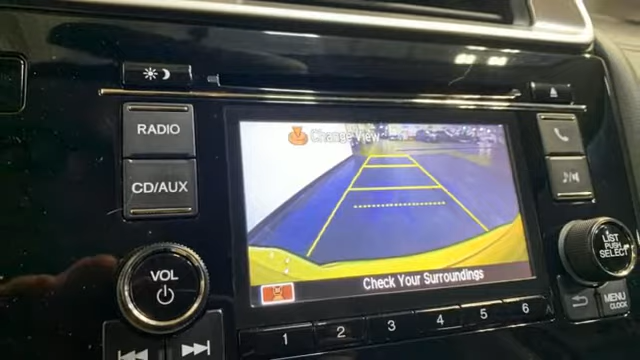 RADIO
CD/AUX
VOL
Change View
Check Your Surroundings
1 2 3 4 5 6
LIST
PUSH
SELECT
MENU
CLOCK